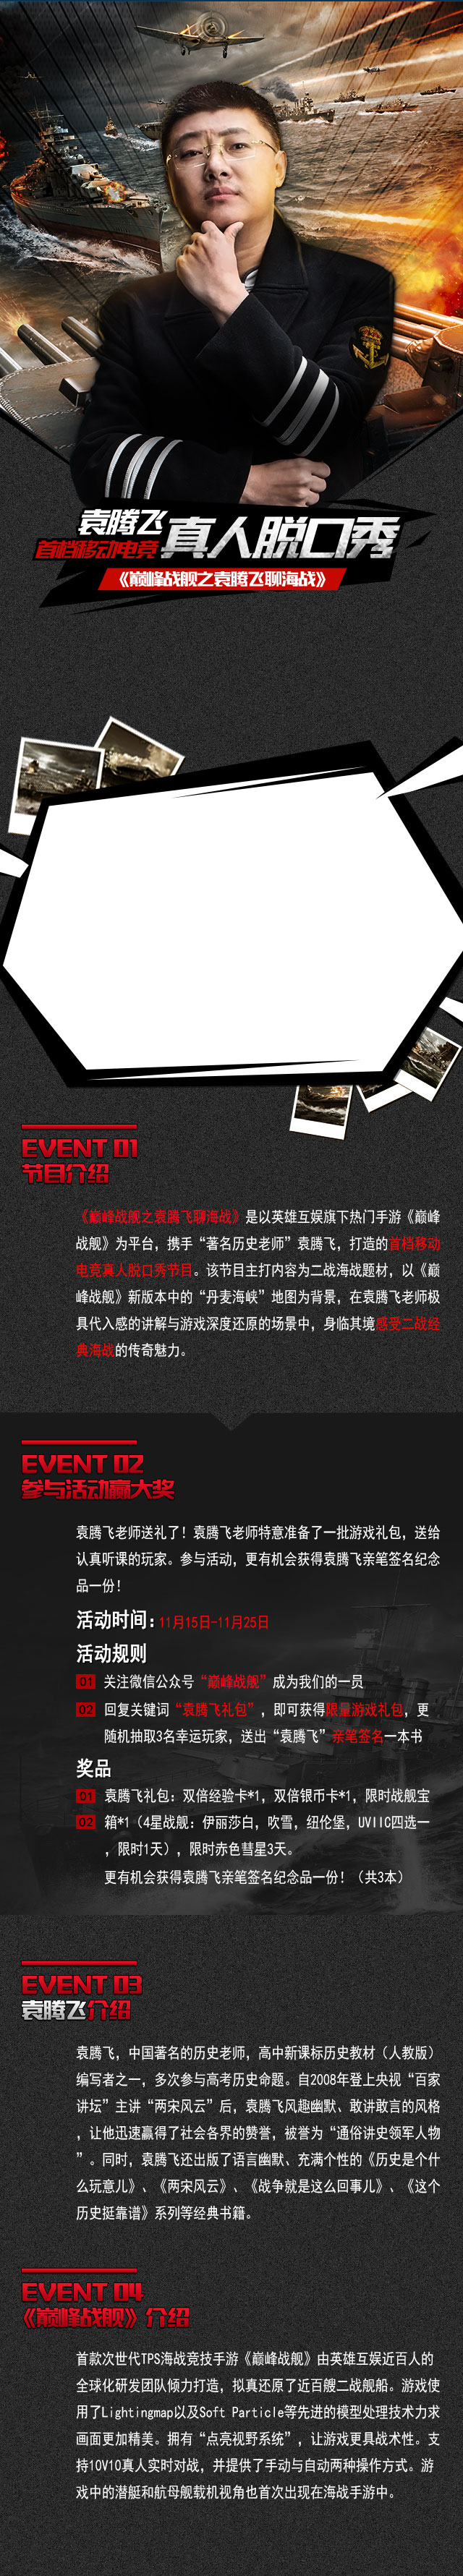 袁腾飞
首档移动电竞真人脱口秀
《巅峰战舰之袁腾飞聊海战》
EVENT 01
节目介绍
《巅峰战舰之袁腾飞聊海战》是以英雄互娱旗下热门手游《巅峰
战舰》为平台，携手“著名历史老师”袁腾飞，打造的首档移动
电竞真人脱口秀节目。该节目主打内容为二战海战题材，以《巅
峰战舰》新版本中的“丹麦海峡”地图为背景，在袁腾飞老师极
具代入感的讲解与游戏深度还原的场景中，身临其境感受二战经
典海战的传奇魅力。
EVENT 02
参与活动赢大奖
袁腾飞老师送礼了！袁腾飞老师特意准备了一批游戏礼包，送给
认真听课的玩家。参与活动，更有机会获得袁腾飞亲笔签名纪念
品一份！
活动时间：11月15日-11月25日
活动规则
01 关注微信公众号“巅峰战舰”成为我们的一员
02 回复关键词“袁腾飞礼包”，即可获得限量游戏礼包，更
随机抽取3名幸运玩家，送出“袁腾飞”亲笔签名一本书
奖品
01 袁腾飞礼包：双倍经验卡*1，双倍银币卡*1，限时战舰宝
02 箱*1（4星战舰：伊丽莎白，吹雪，纽伦堡，UVIIC四选一
，限时1天），限时赤色彗星3天。
更有机会获得袁腾飞亲笔签名纪念品一份！（共3本）
EVENT 03
袁腾飞介绍
袁腾飞，中国著名的历史老师，高中新课标历史教材（人教版）
编写者之一，多次参与高考历史命题。自2008年登上央视“百家
讲坛”主讲“两宋风云”后，袁腾飞风趣幽默、敢讲敢言的风格
，让他迅速赢得了社会各界的赞誉，被誉为“通俗讲史领军人物
”。同时，袁腾飞还出版了语言幽默、充满个性的《历史是个什
么玩意儿》、《两宋风云》、《战争就是这么回事儿》、《这个
历史挺靠谱》系列等经典书籍。
EVENT 04
《巅峰战舰》介绍
首款次世代TPS海战竞技手游《巅峰战舰》由英雄互娱近百人的
全球化研发团队倾力打造，拟真还原了近百艘二战舰船。游戏使
用了Lightingmap以及Soft Particle等先进的模型处理技术力求
画面更加精美。拥有“点亮视野系统”，让游戏更具战术性。支
持10V10真人实时对战，并提供了手动与自动两种操作方式。游
戏中的潜艇和航母舰载机视角也首次出现在海战手游中。